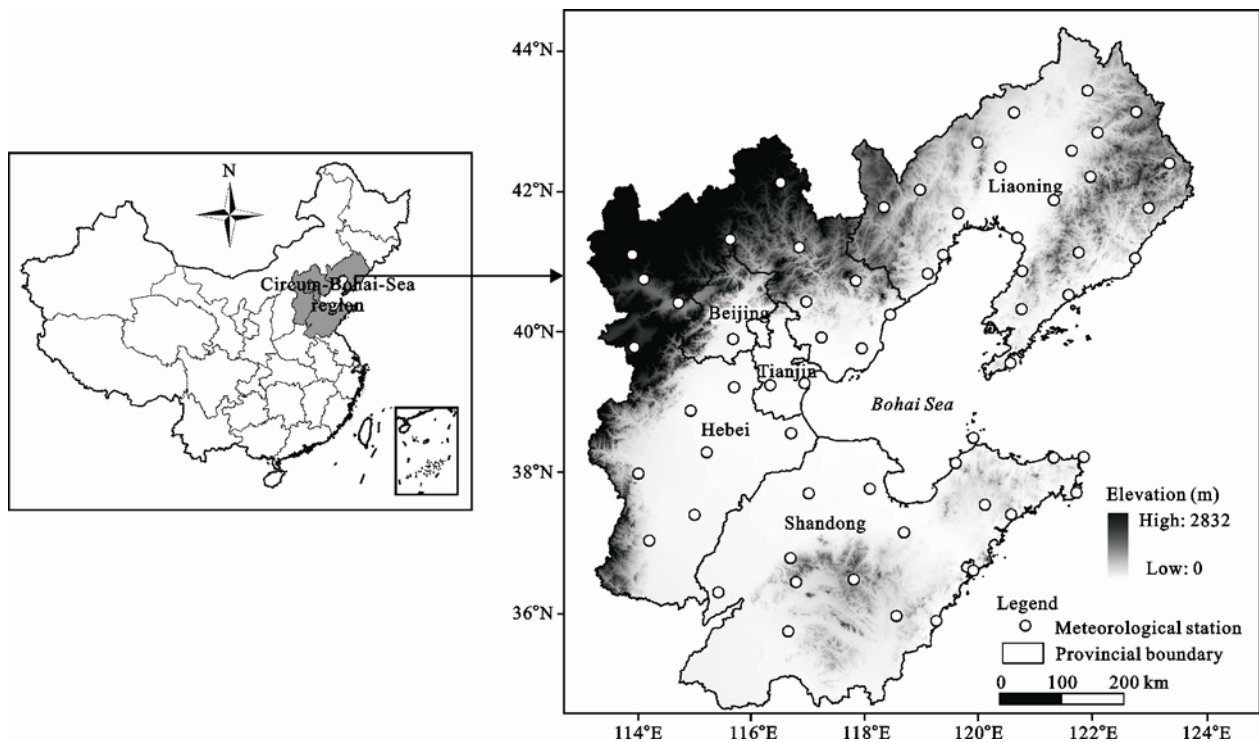 N
Circum-Bohai-Sea
region
44°N
42°N
40°N
38°N
36°N
Liaoning
Beijing
Tianjin
Bohai Sea
Hebei
Shandong
Elevation (m)
High: 2832
Low: 0
Legend
Meteorological station
Provincial boundary
0 100 200 km
114°E 116°E 118°E 120°E 122°E 124°E